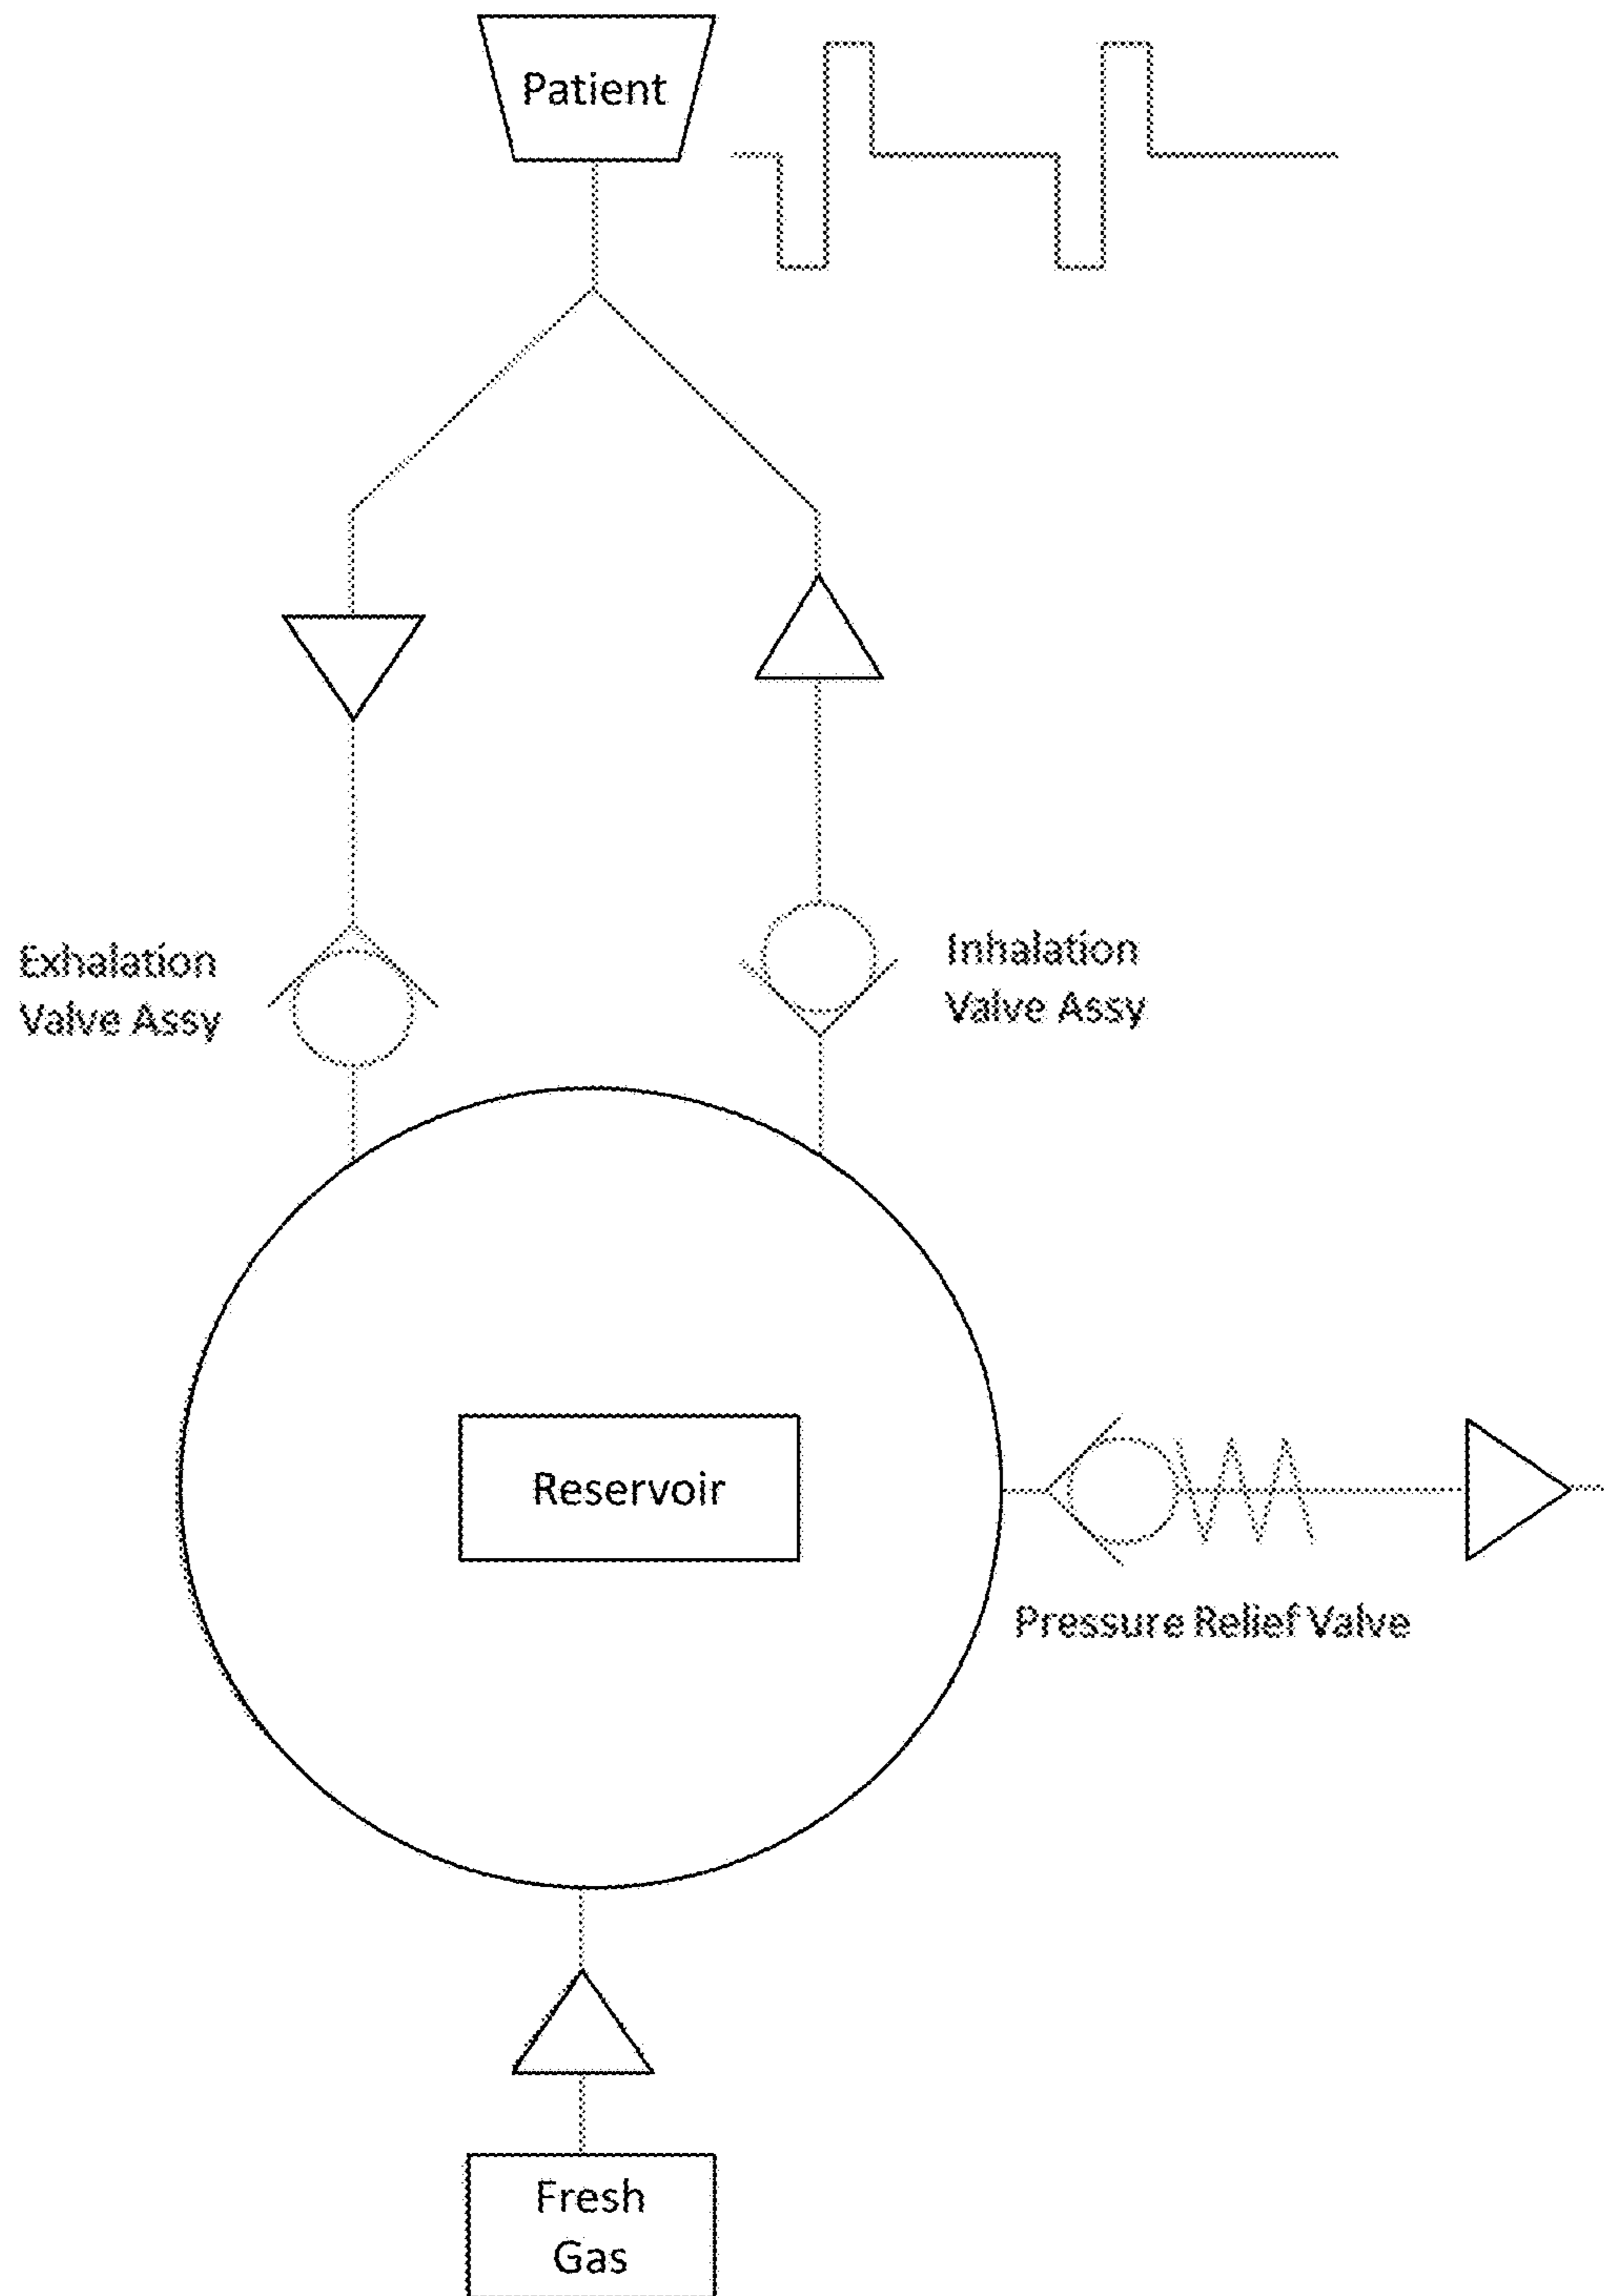 Patient
Exhalation
Valve Assy
Inhalation
Valve Assy
Reservoir
Pressure Relief Valve
Fresh
Gas